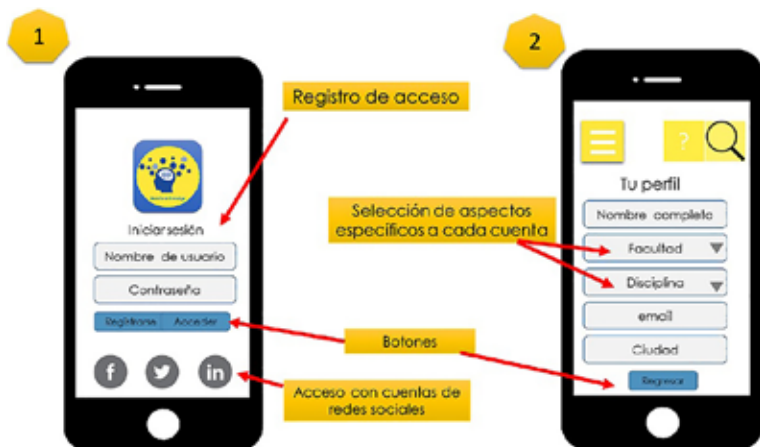 1
Registro de acceso
Iniciar sesión
Nombre de usuario
Contraseña
Registrarse Acceder
f
in
Acceso con cuentas de
redes sociales
Botones
Selección de aspectos
específicos a cada cuenta
2
?
Tu perfil
Nombre completo
Facultad
Disciplina
email
Ciudad
Regresar